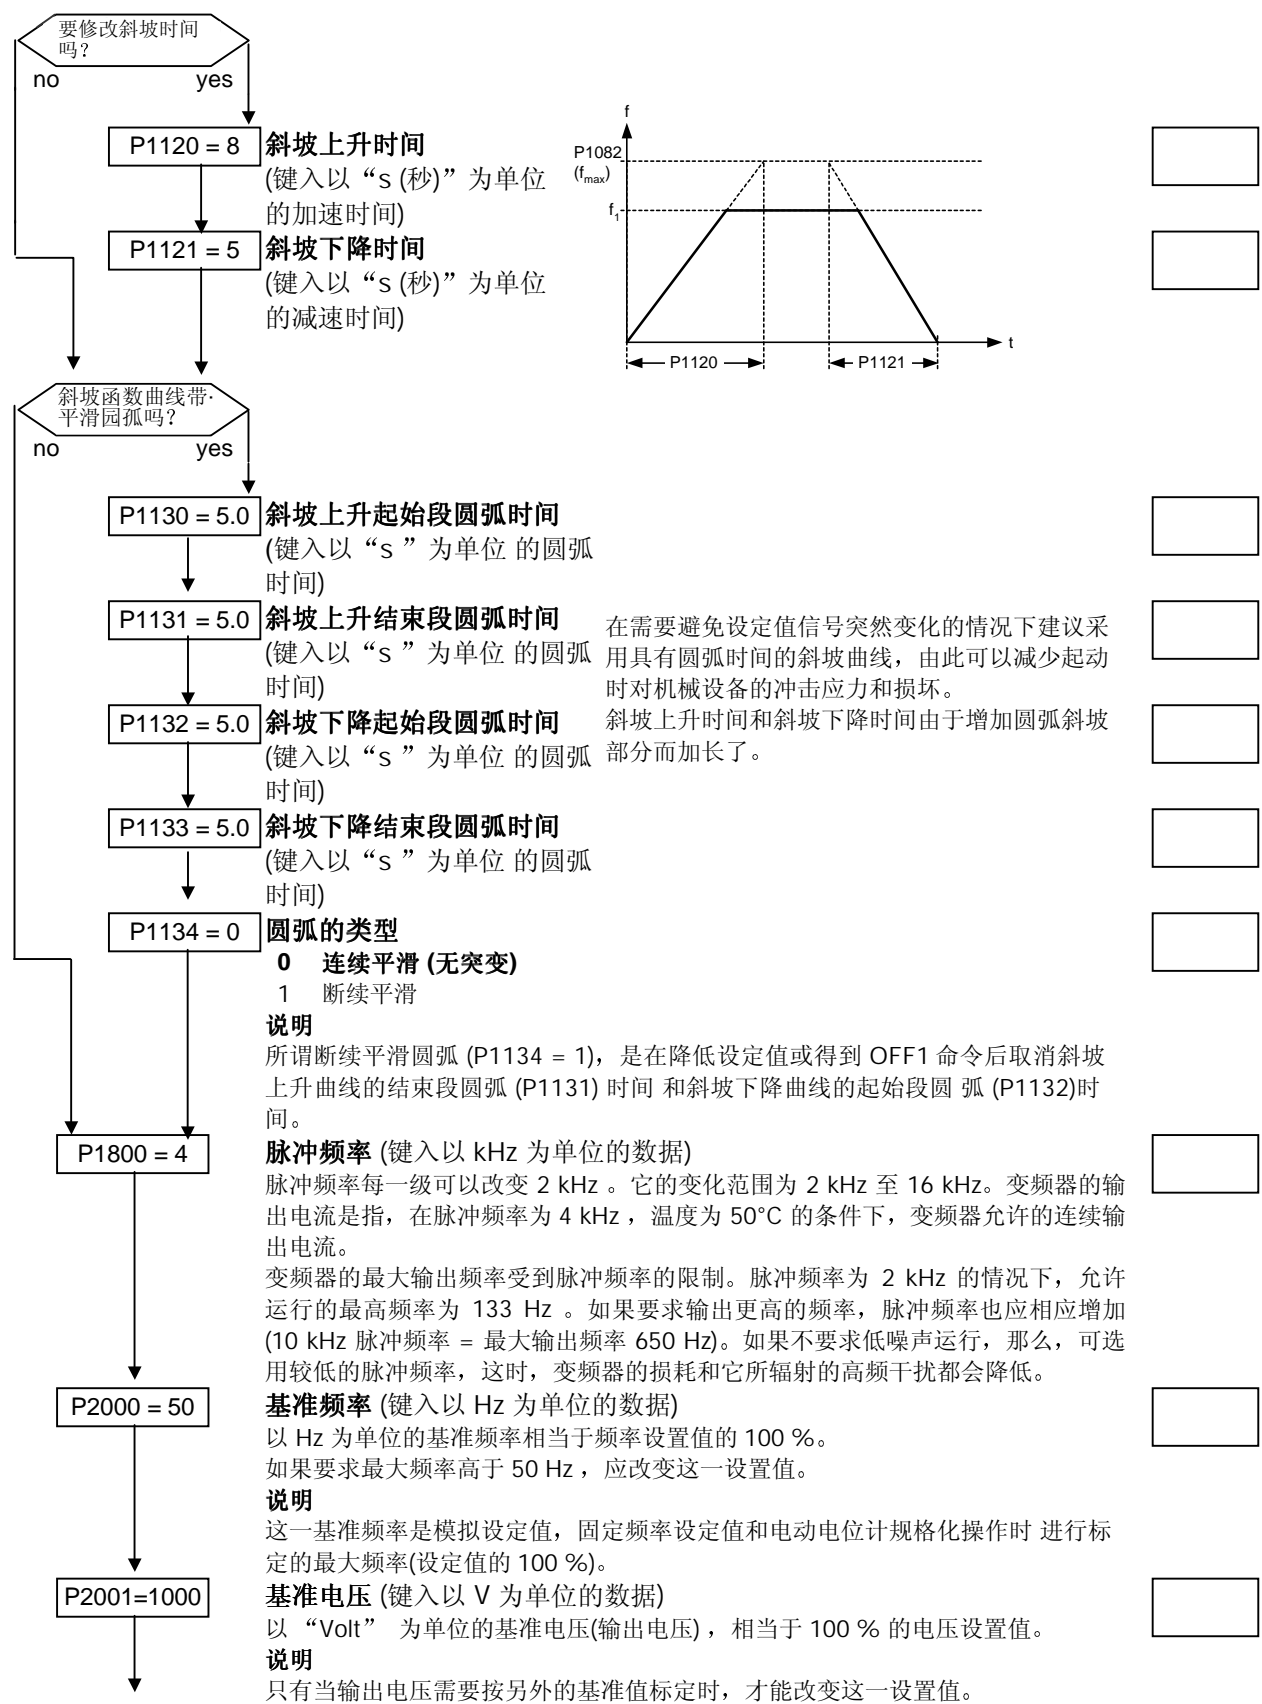 要修改斜坡时间
吗？
no yes
P1120 = 8
斜坡上升时间
(键入以“s (秒)”为单位
的加速时间)
P1121 = 5
斜坡下降时间
(键入以“s (秒)”为单位
的减速时间)
f
P1082
(fmax)
f1
t
P1120
P1121
斜坡函数曲线带·
平滑园孤吗？
no yes
P1130 = 5.0
斜坡上升起始段圆弧时间
(键入以“s ”为单位 的圆弧
时间)
P1131 = 5.0
斜坡上升结束段圆弧时间
(键入以“s ”为单位 的圆弧
时间)
P1132 = 5.0
斜坡下降起始段圆弧时间
(键入以“s ”为单位 的圆弧
时间)
P1133 = 5.0
斜坡下降结束段圆弧时间
(键入以“s ”为单位 的圆弧
时间)
在需要避免设定值信号突然变化的情况下建议采
用具有圆弧时间的斜坡曲线，由此可以减少起动
时对机械设备的冲击应力和损坏。
斜坡上升时间和斜坡下降时间由于增加圆弧斜坡
部分而加长了。
P1134 = 0
圆弧的类型
0 连续平滑 (无突变)
1 断续平滑
说明
所谓断续平滑圆弧 (P1134 = 1)，是在降低设定值或得到 OFF1 命令后取消斜坡
上升曲线的结束段圆弧 (P1131) 时间 和斜坡下降曲线的起始段圆 弧 (P1132)时
间。
P1800 = 4
脉冲频率 (键入以 kHz 为单位的数据)
脉冲频率每一级可以改变 2 kHz 。它的变化范围为 2 kHz 至 16 kHz。变频器的输
出电流是指，在脉冲频率为 4 kHz ，温度为 50°C 的条件下，变频器允许的连续输
出电流。
变频器的最大输出频率受到脉冲频率的限制。脉冲频率为 2 kHz 的情况下，允许
运行的最高频率为 133 Hz 。如果要求输出更高的频率，脉冲频率也应相应增加
(10 kHz 脉冲频率 = 最大输出频率 650 Hz)。如果不要求低噪声运行，那么，可选
用较低的脉冲频率，这时，变频器的损耗和它所辐射的高频干扰都会降低。
P2000 = 50
基准频率 (键入以 Hz 为单位的数据)
以 Hz 为单位的基准频率相当于频率设置值的 100 %。
如果要求最大频率高于 50 Hz ，应改变这一设置值。
说明
这一基准频率是模拟设定值，固定频率设定值和电动电位计规格化操作时 进行标
定的最大频率(设定值的 100 %)。
P2001=1000
基准电压 (键入以 V 为单位的数据)
以 “Volt” 为单位的基准电压(输出电压) ，相当于 100 % 的电压设置值。
说明
只有当输出电压需要按另外的基准值标定时，才能改变这一设置值。